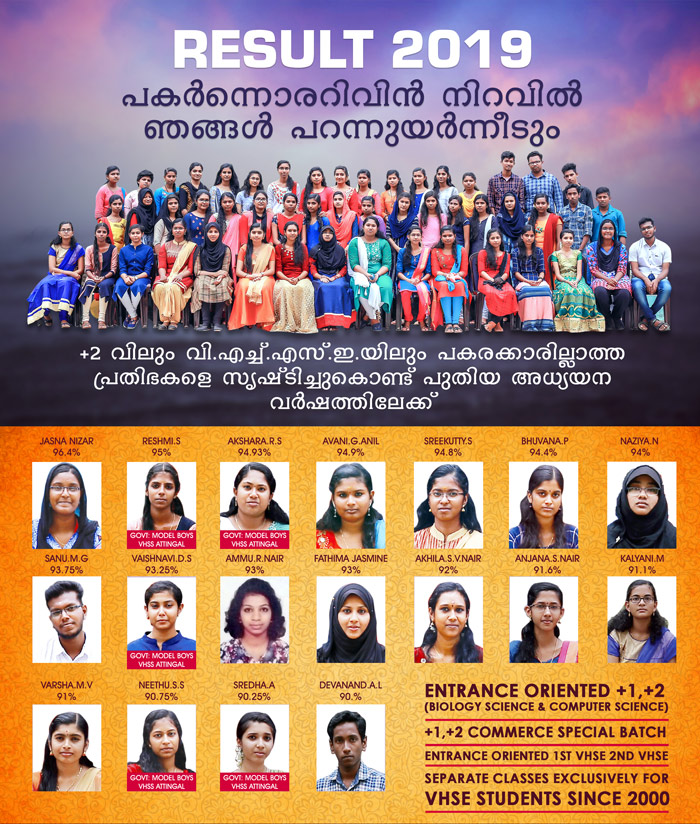 RESULT 2019
പകർന്നൊരറിവിൻ നിറവിൽ
ഞങ്ങൾ പറന്നുയർന്നീടും
+2 വിലും വി.എച്ച്.എസ്.ഇ.യിലും പകരക്കാരില്ലാത്ത
പ്രതിഭകളെ സൃഷ്ടിച്ചുകൊണ്ട് പുതിയ അധ്യയന
വർഷത്തിലേക്ക്
JASNA NIZAR
96.4%
RESHMI.S
95%
GOVT: MODEL BOYS
VHSS ATTINGAL
AKSHARA.R.S
94.93%
GOVT: MODEL BOYS
VHSS ATTINGAL
AVANI.G.ANIL
94.9%
SREEKUTTY.S
94.8%
BHUVANA.P
94.4%
NAZIYA.N
94%
SANU.M.G
93.75%
VAISHNAVI.D.S
93.25%
GOVT: MODEL BOYS
VHSS ATTINGAL
AMMU.R.NAIR
93%
FATHIMA JASMINE
93%
AKHILA.S.V.NAIR
92%
ANJANA.S.NAIR
91.6%
KALYANI.M
91.1%
VARSHA.M.V
91%
NEETHU.S.S
90.75%
GOVT: MODEL BOYS
VHSS ATTINGAL
SREDHA.A
90.25%
GOVT: MODEL BOYS
VHSS ATTINGAL
DEVANAND.A.L
90.%
ENTRANCE ORIENTED +1,+2
(BIOLOGY SCIENCE & COMPUTER SCIENCE)
+1,+2 COMMERCE SPECIAL BATCH
ENTRANCE ORIENTED 1ST VHSE 2ND VHSE
SEPARATE CLASSES EXCLUSIVELY FOR
VHSE STUDENTS SINCE 2000